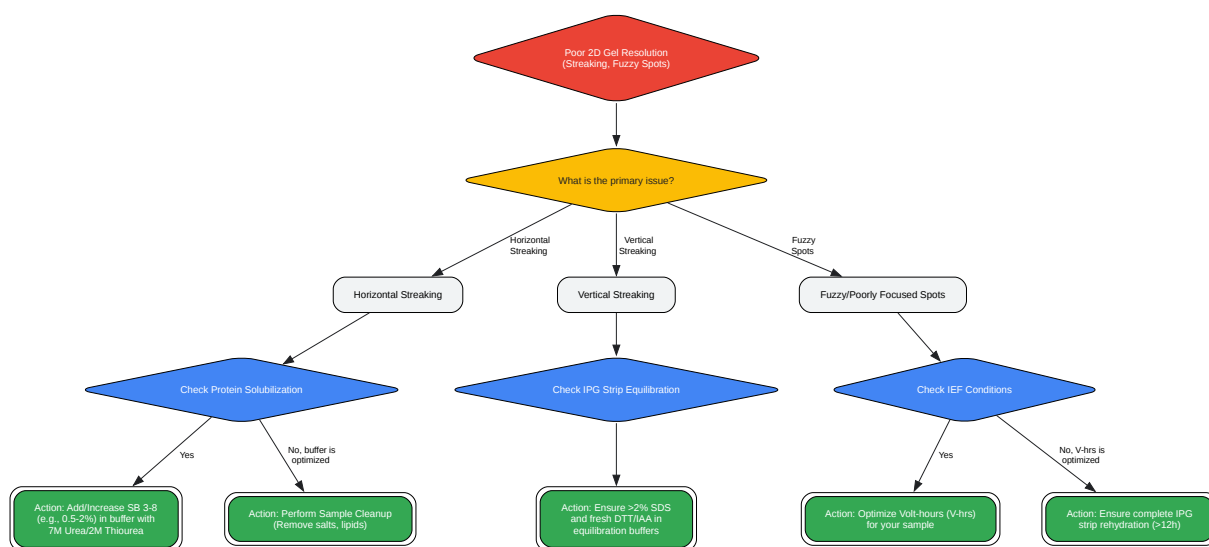 Poor 2D Gel Resolution
(Streaking, Fuzzy Spots)
What is the primary issue?
Horizontal
Streaking
Vertical
Streaking
Fuzzy
Spots
Horizontal Streaking
Vertical Streaking
Fuzzy/Poorly Focused Spots
Check Protein Solubilization
Check IPG Strip Equilibration
Check IEF Conditions
Yes
No, buffer is
optimized
Yes
No, V-hrs is
optimized
Action: Add/Increase SB 3-8
(e.g., 0.5-2%) in buffer with
7M Urea/2M Thiourea
Action: Perform Sample Cleanup
(Remove salts, lipids)
Action: Ensure >2% SDS
and fresh DTT/IAA in
equilibration buffers
Action: Optimize Volt-hours (V-hrs)
for your sample
Action: Ensure complete IPG
strip rehydration (>12h)